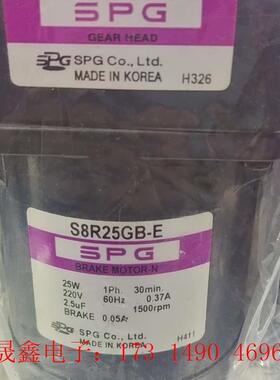 SPG
GEAR HEAD
SPG SPG Co., Ltd.
MADE IN KOREA H326
S8R25GB-E
SPG
BRAKE MOTOR-N
25W 1Ph. 30min.
220V 60Hz 0.37A
2.5uF 1500rpm
BRAKE 0.05A
SPG Co., Ltd.
MADE IN KOREA H411
晟鑫电子：173 1490 4696